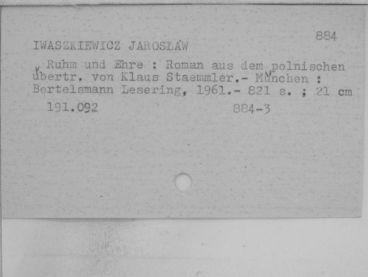 884
IWASZKIEWICZ JAROSŁAW
Ruhm und Ehre : Roman aus dem polnischen
übertr. von Klaus Staemmler.- München :
Bertelsmann Lesering, 1961.- 821 s. ; 21 cm
191.092 884-3